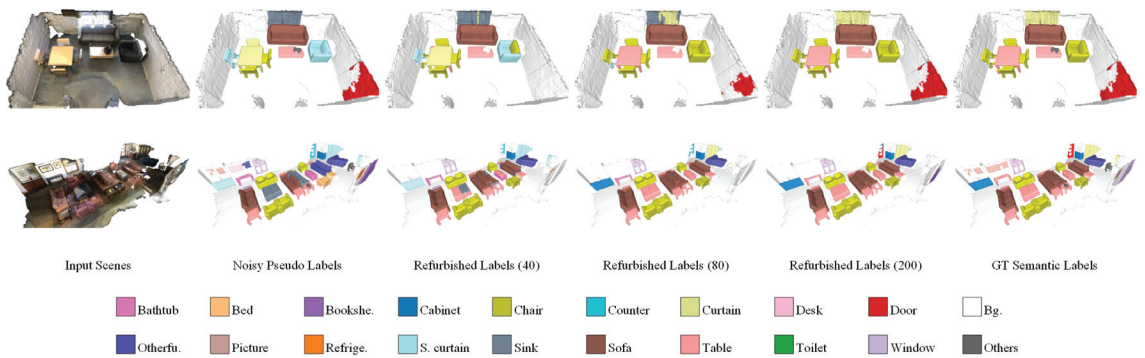 Input Scenes Noisy Pseudo Labels Refurbished Labels (40) Refurbished Labels (80) Refurbished Labels (200) GT Semantic Labels
Bathtub Bed Bookshe. Cabinet Chair Counter Curtain Desk Door Bg.
Otherfu. Picture Refrige. S. curtain Sink Sofa Table Toilet Window Others